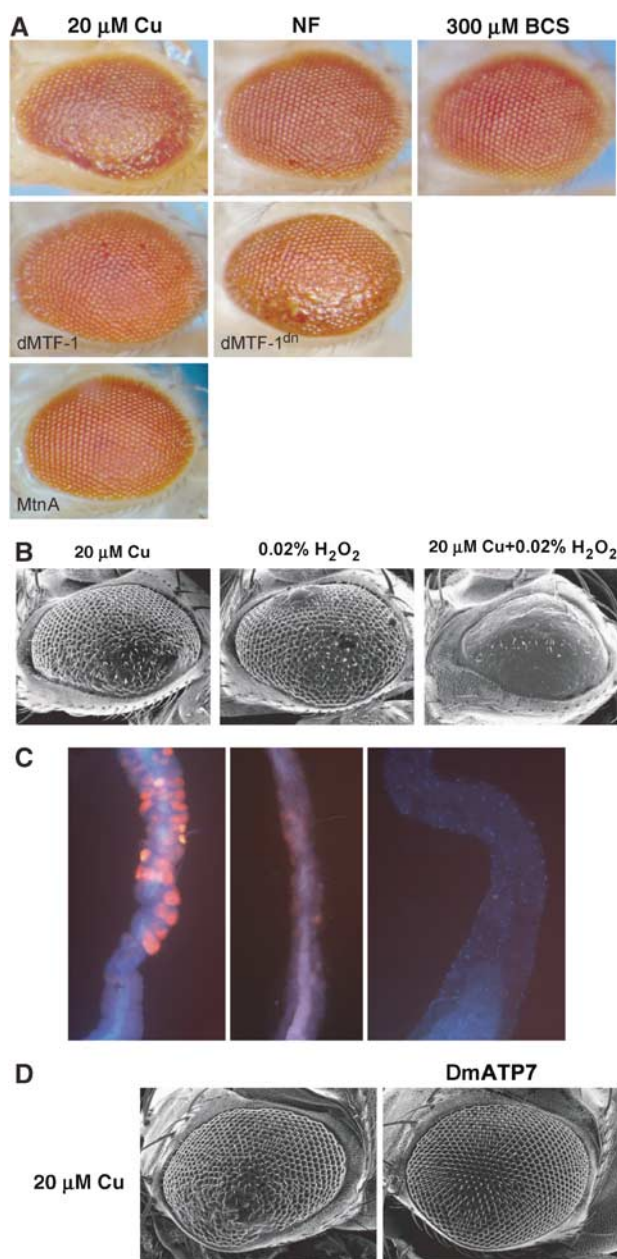 A
20 μM Cu
NF
300 μM BCS
dMTF-1
dMTF-1dn
MtnA
B
20 μM Cu
0.02% H2O2
20 μM Cu+0.02% H2O2
C
D
DmATP7
20 μM Cu